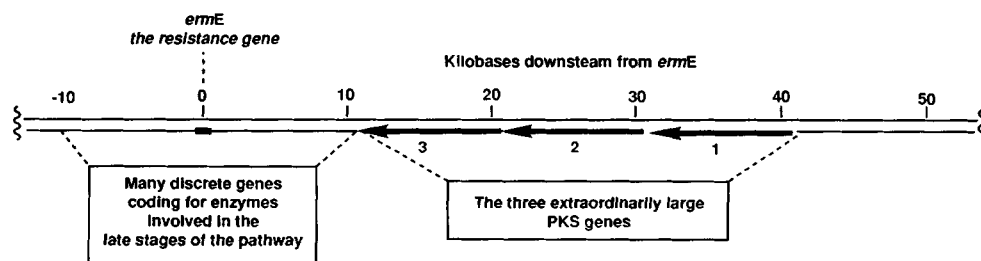 ermE
the resistance gene
Kilobases downsteam from ermE
-10 0 10 20 30 40 50
3 2 1
Many discrete genes
coding for enzymes
involved in the
late stages of the pathway
The three extraordinarily large
PKS genes